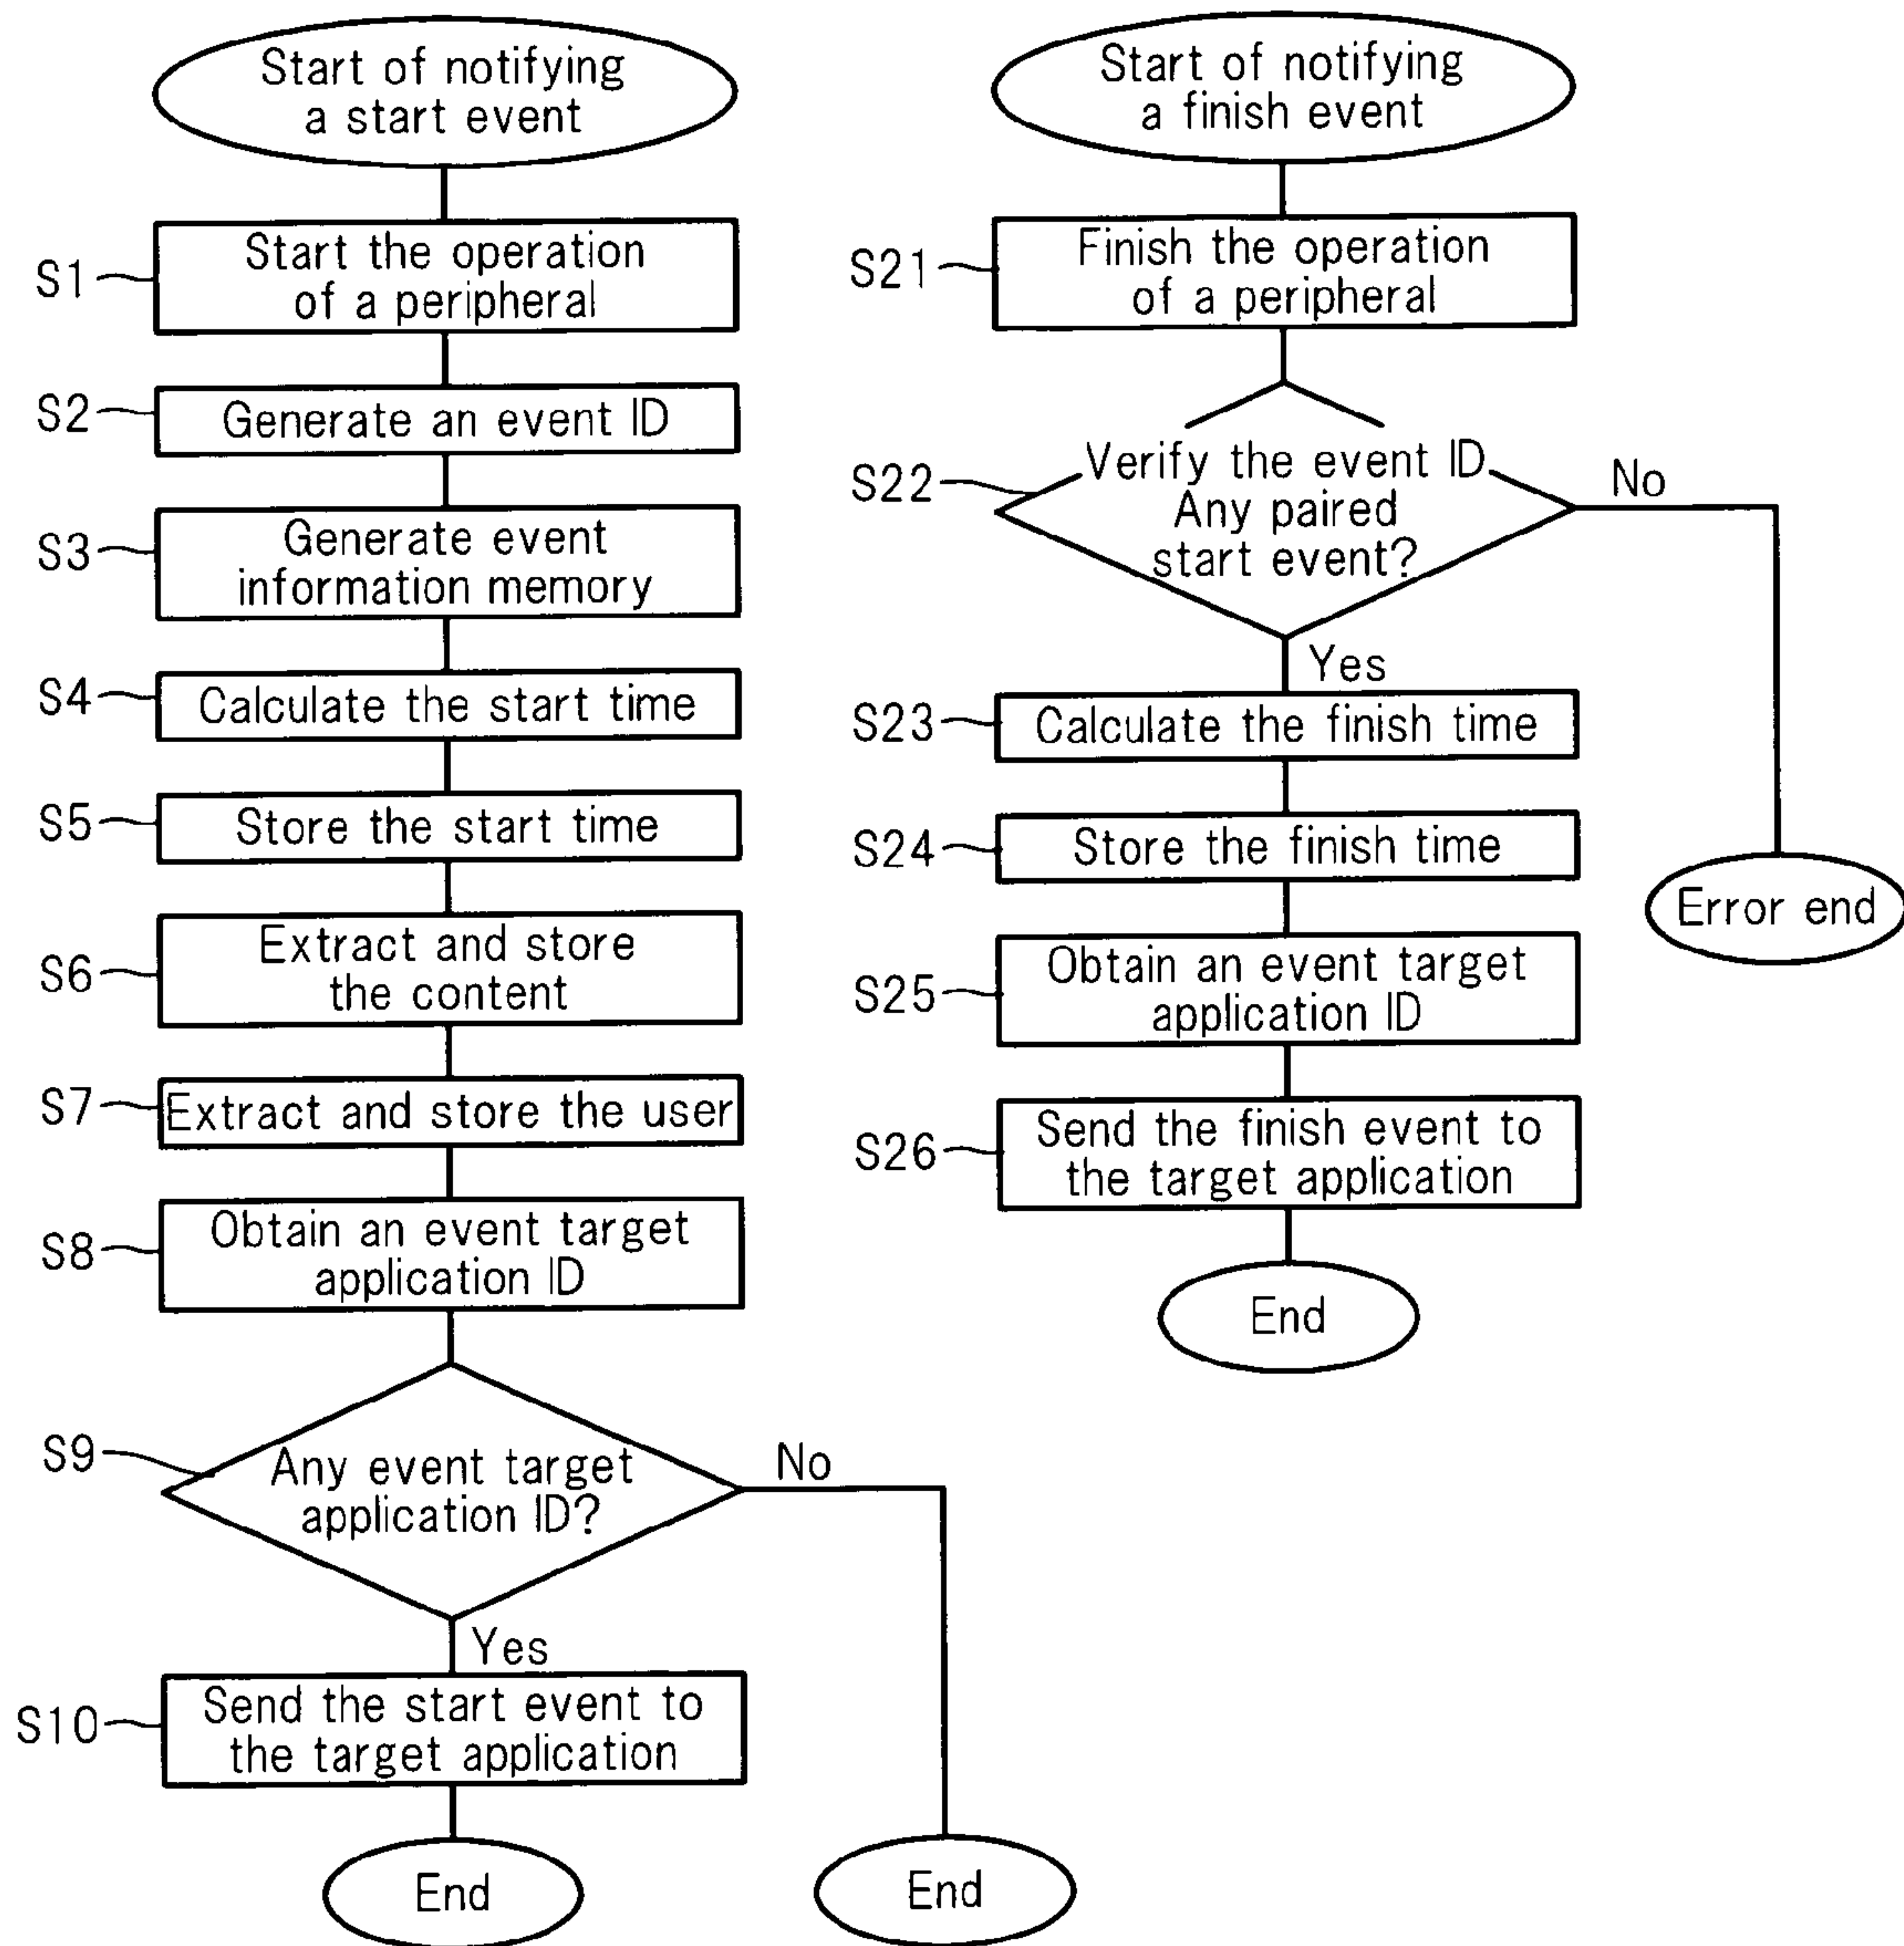 Start of notifying
a start event
S1
Start the operation
of a peripheral
S2
Generate an event ID
S3
Generate event
information memory
S4
Calculate the start time
S5
Store the start time
S6
Extract and store
the content
S7
Extract and store the user
S8
Obtain an event target
application ID
S9
Any event target
application ID?
No
Yes
S10
Send the start event to
the target application
End
End
Start of notifying
a finish event
S21
Finish the operation
of a peripheral
S22
Verify the event ID
Any paired
start event?
No
Yes
S23
Calculate the finish time
S24
Store the finish time
Error end
S25
Obtain an event target
application ID
S26
Send the finish event to
the target application
End